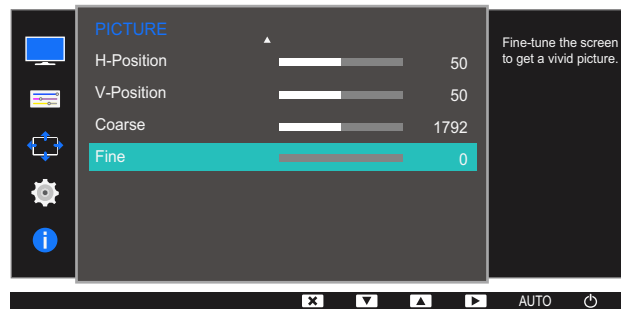 PICTURE
H-Position 50
V-Position 50
Coarse 1792
Fine 0
Fine-tune the screen
to get a vivid picture.
AUTO